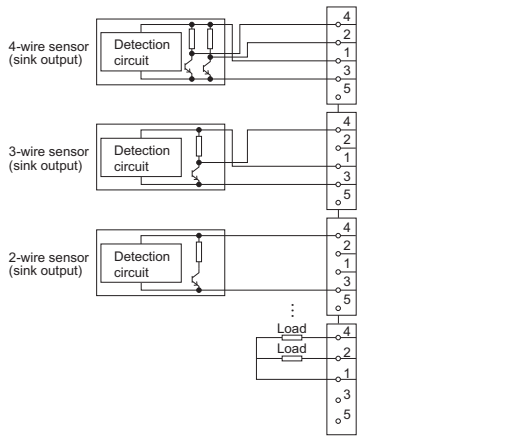 4
2
4-wire sensor
(sink output)
Detection
circuit
1
3
5
4
2
3-wire sensor
(sink output)
Detection
circuit
1
3
5
4
2
2-wire sensor
(sink output)
Detection
circuit
1
3
5
Load
4
Load
2
1
3
5